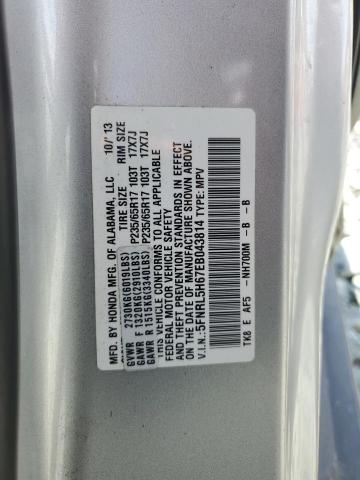 MFD. BY HONDA MFG. OF ALABAMA, LLC 10/'13
TIRE SIZE RIM SIZE
GVWR 2730KG(6019LBS)
GAWR F 1320KG(2910LBS) P235/65R17 103T 17X7J
GAWR R 1515KG(3340LBS) P235/65R17 103T 17X7J
THIS VEHICLE CONFORMS TO ALL APPLICABLE
FEDERAL MOTOR VEHICLE SAFETY
AND THEFT PREVENTION STANDARDS IN EFFECT
ON THE DATE OF MANUFACTURE SHOWN ABOVE.
V.I.N.:5FNRL5H67EB043814 TYPE: MPV
TK8 E AF5 -NH700M -B -B